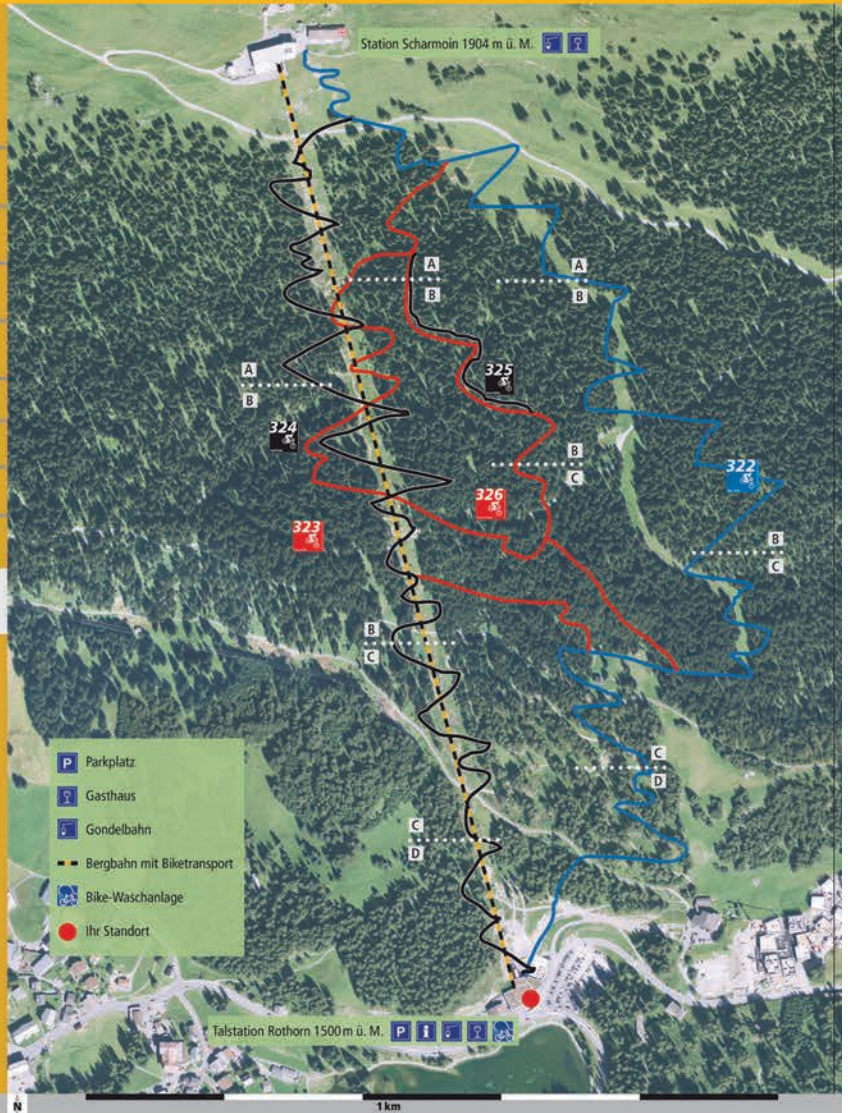 Station Scharmoin 1904 m ü. M.
A
B
A
B
325
A
B
324
B
C
322
326
323
B
C
B
C
C
D
C
D
P Parkplatz
Gasthaus
Gondelbahn
Bergbahn mit Biketransport
Bike-Waschanlage
Ihr Standort
Talstation Rothorn 1500 m ü. M. P i
N
1 km